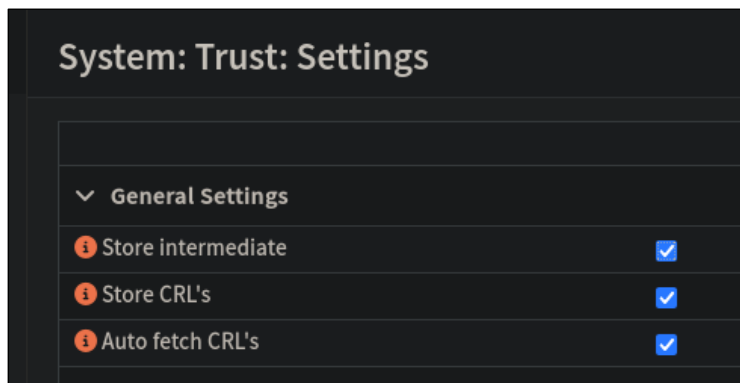 System: Trust: Settings
General Settings
Store intermediate
Store CRL's
Auto fetch CRL's